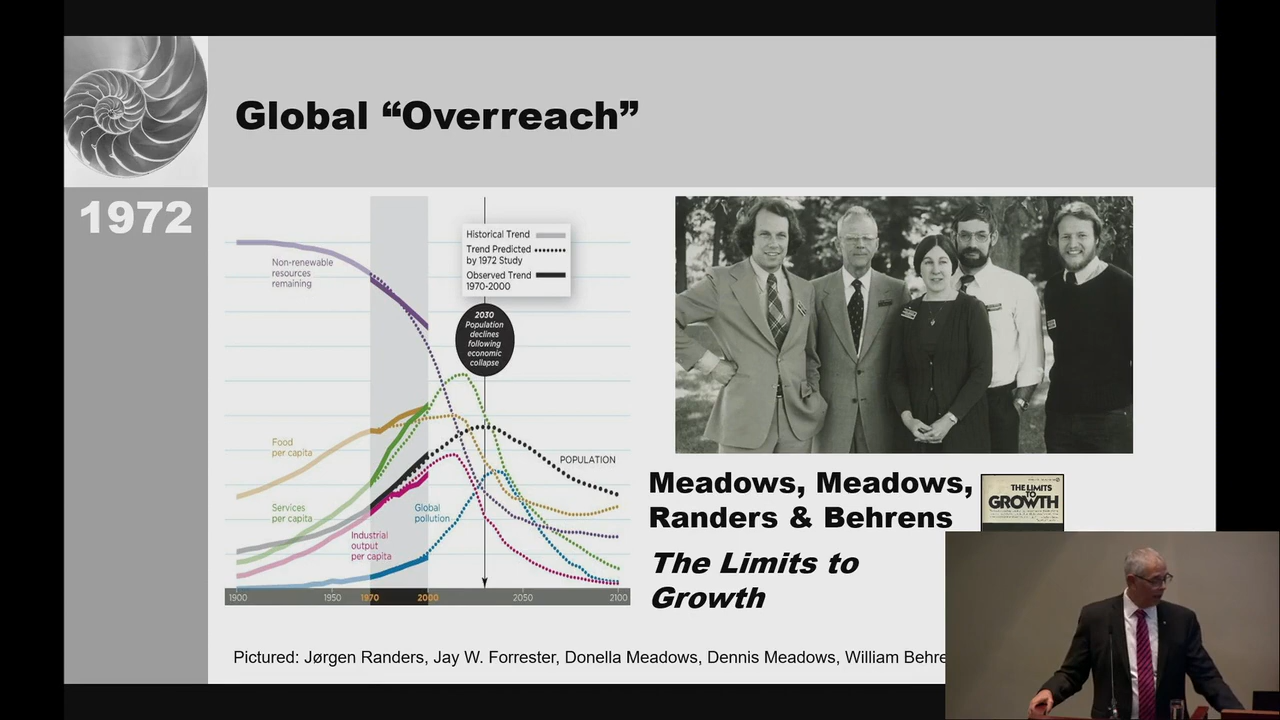 Global “Overreach”
1972
Non-renewable
resources
remaining
Historical Trend
Trend Predicted
by 1972 Study
Observed Trend
1970-2000
2030
Population
declines
following
economic
collapse
Food
per capita
POPULATION
Services
per capita
Global
pollution
Industrial
output
per capita
1900
1950
1970
2000
2050
2100
Meadows, Meadows,
Randers & Behrens
THE LIMITS
TO
GROWTH
The Limits to
Growth
Pictured: Jørgen Randers, Jay W. Forrester, Donella Meadows, Dennis Meadows, William Behre